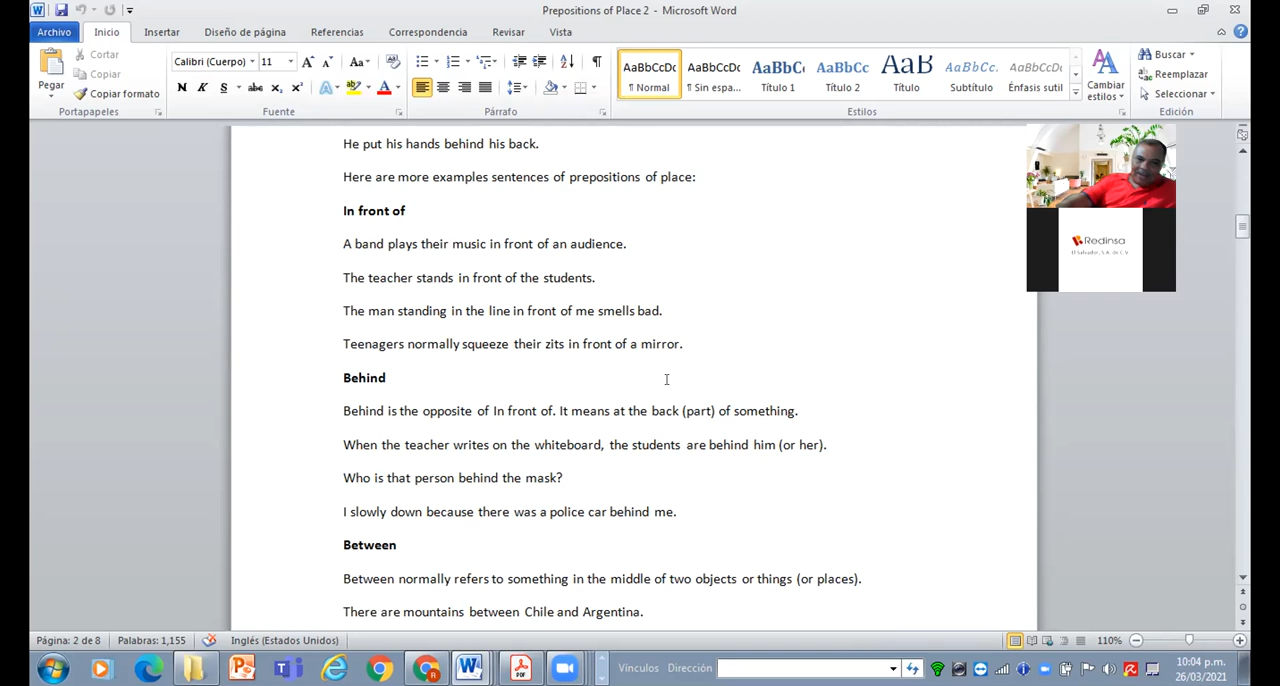 Prepositions of Place 2 - Microsoft Word
Archivo Inicio Insertar Diseño de página Referencias Correspondencia Revisar Vista
Pegar
Cortar
Copiar
Copiar formato
Portapapeles
Calibri (Cuerpo) 11
Fuente
Párrafo
AaBbCcDc AaBbCcDc AaBbC AaBbCc AaB AaBbCc. AaBbCcDc
¶ Normal ¶ Sin espa... Título 1 Título 2 Título Subtítulo Énfasis sutil
Cambiar estilos
Estilos
Buscar
Reemplazar
Seleccionar
Edición
He put his hands behind his back.
Here are more examples sentences of prepositions of place:
In front of
A band plays their music in front of an audience.
The teacher stands in front of the students.
The man standing in the line in front of me smells bad.
Teenagers normally squeeze their zits in front of a mirror.
Behind
Behind is the opposite of In front of. It means at the back (part) of something.
When the teacher writes on the whiteboard, the students are behind him (or her).
Who is that person behind the mask?
I slowly down because there was a police car behind me.
Between
Between normally refers to something in the middle of two objects or things (or places).
There are mountains between Chile and Argentina.
Redinsa
El Salvador, S.A. de C.V
Página: 2 de 8 Palabras: 1,155 Inglés (Estados Unidos) 110%
Vínculos Dirección
10:04 p.m.
26/03/2021